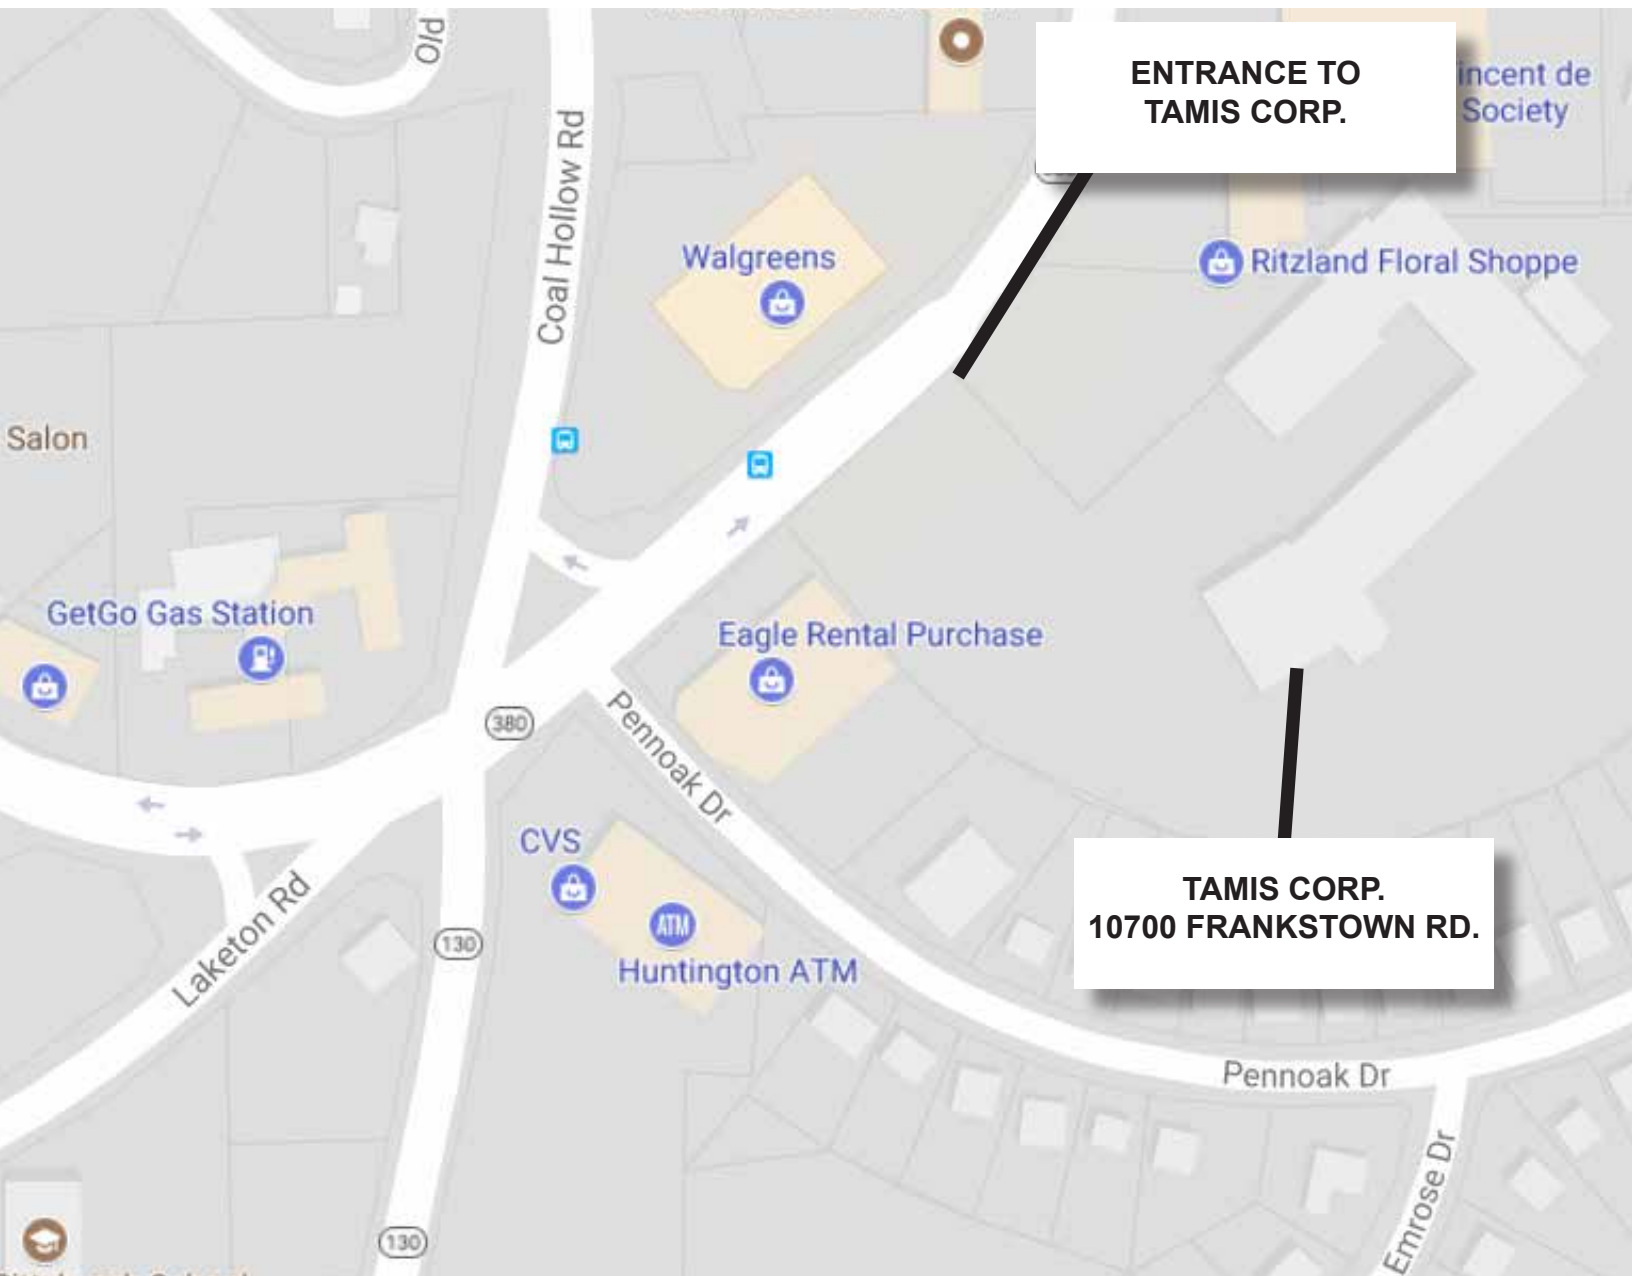 Old
ENTRANCE TO
TAMIS CORP.
incent de
Society
Coal Hollow Rd
Walgreens
Ritzland Floral Shoppe
Salon
GetGo Gas Station
Eagle Rental Purchase
380
Pennoak Dr
CVS
ATM
Huntington ATM
TAMIS CORP.
10700 FRANKSTOWN RD.
Laketon Rd
130
Pennoak Dr
Emrose Dr
130